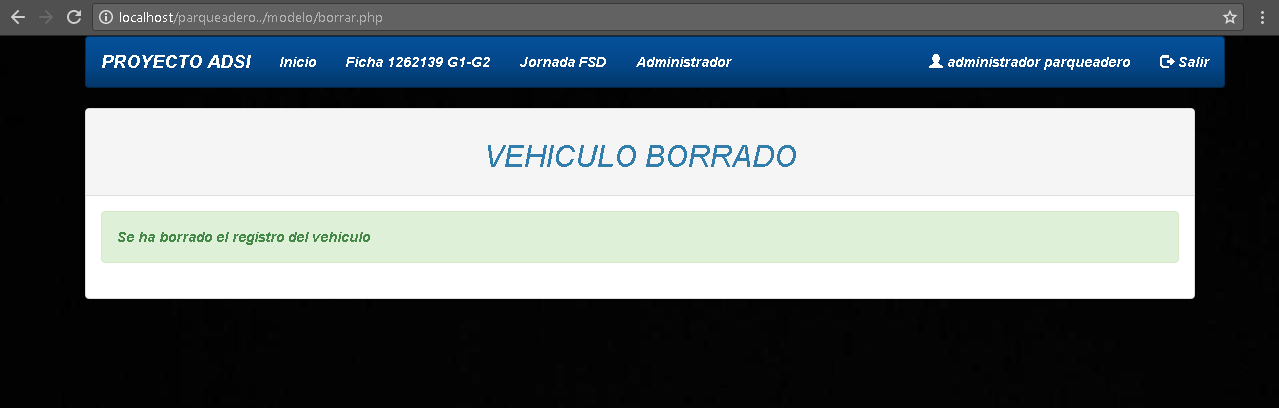 localhost/parqueadero../modelo/borrar.php
PROYECTO ADSI Inicio Ficha 1262139 G1-G2 Jornada FSD Administrador administrador parqueadero Salir
VEHICULO BORRADO
Se ha borrado el registro del vehiculo